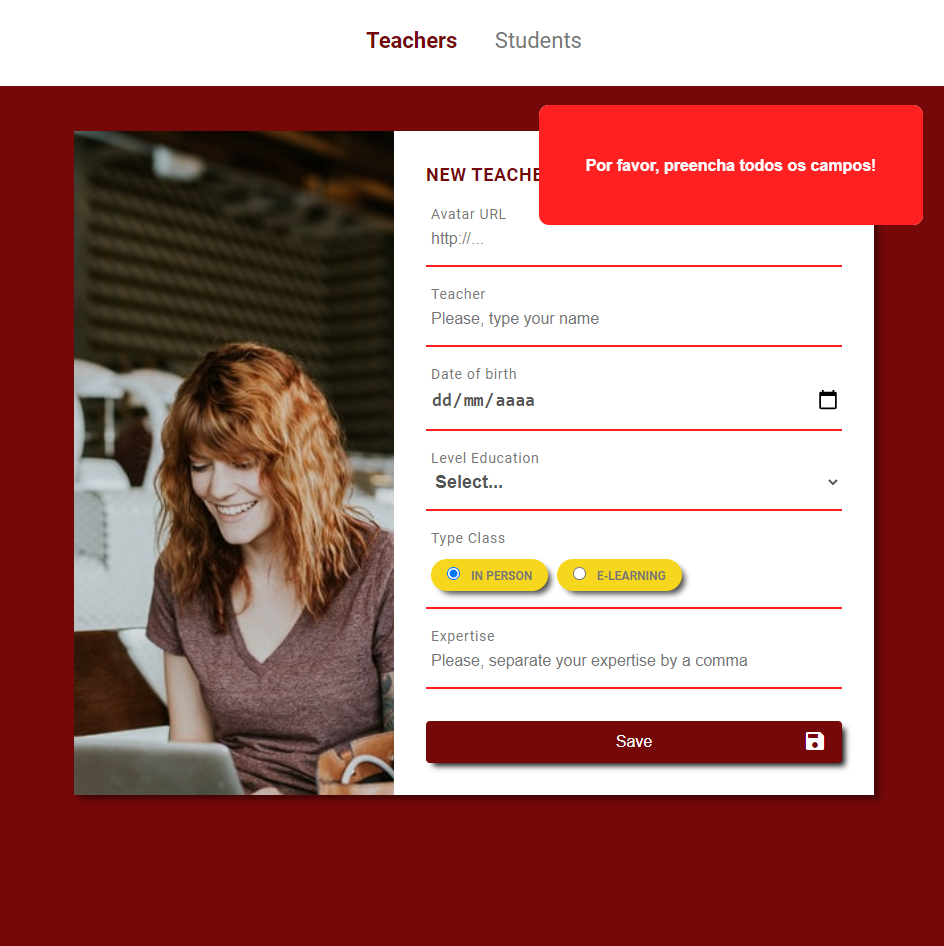 Teachers Students
Por favor, preencha todos os campos!
NEW TEACHE
Avatar URL
http://...
Teacher
Please, type your name
Date of birth
dd/mm/aaaa
Level Education
Select...
Type Class
IN PERSON E-LEARNING
Expertise
Please, separate your expertise by a comma
Save